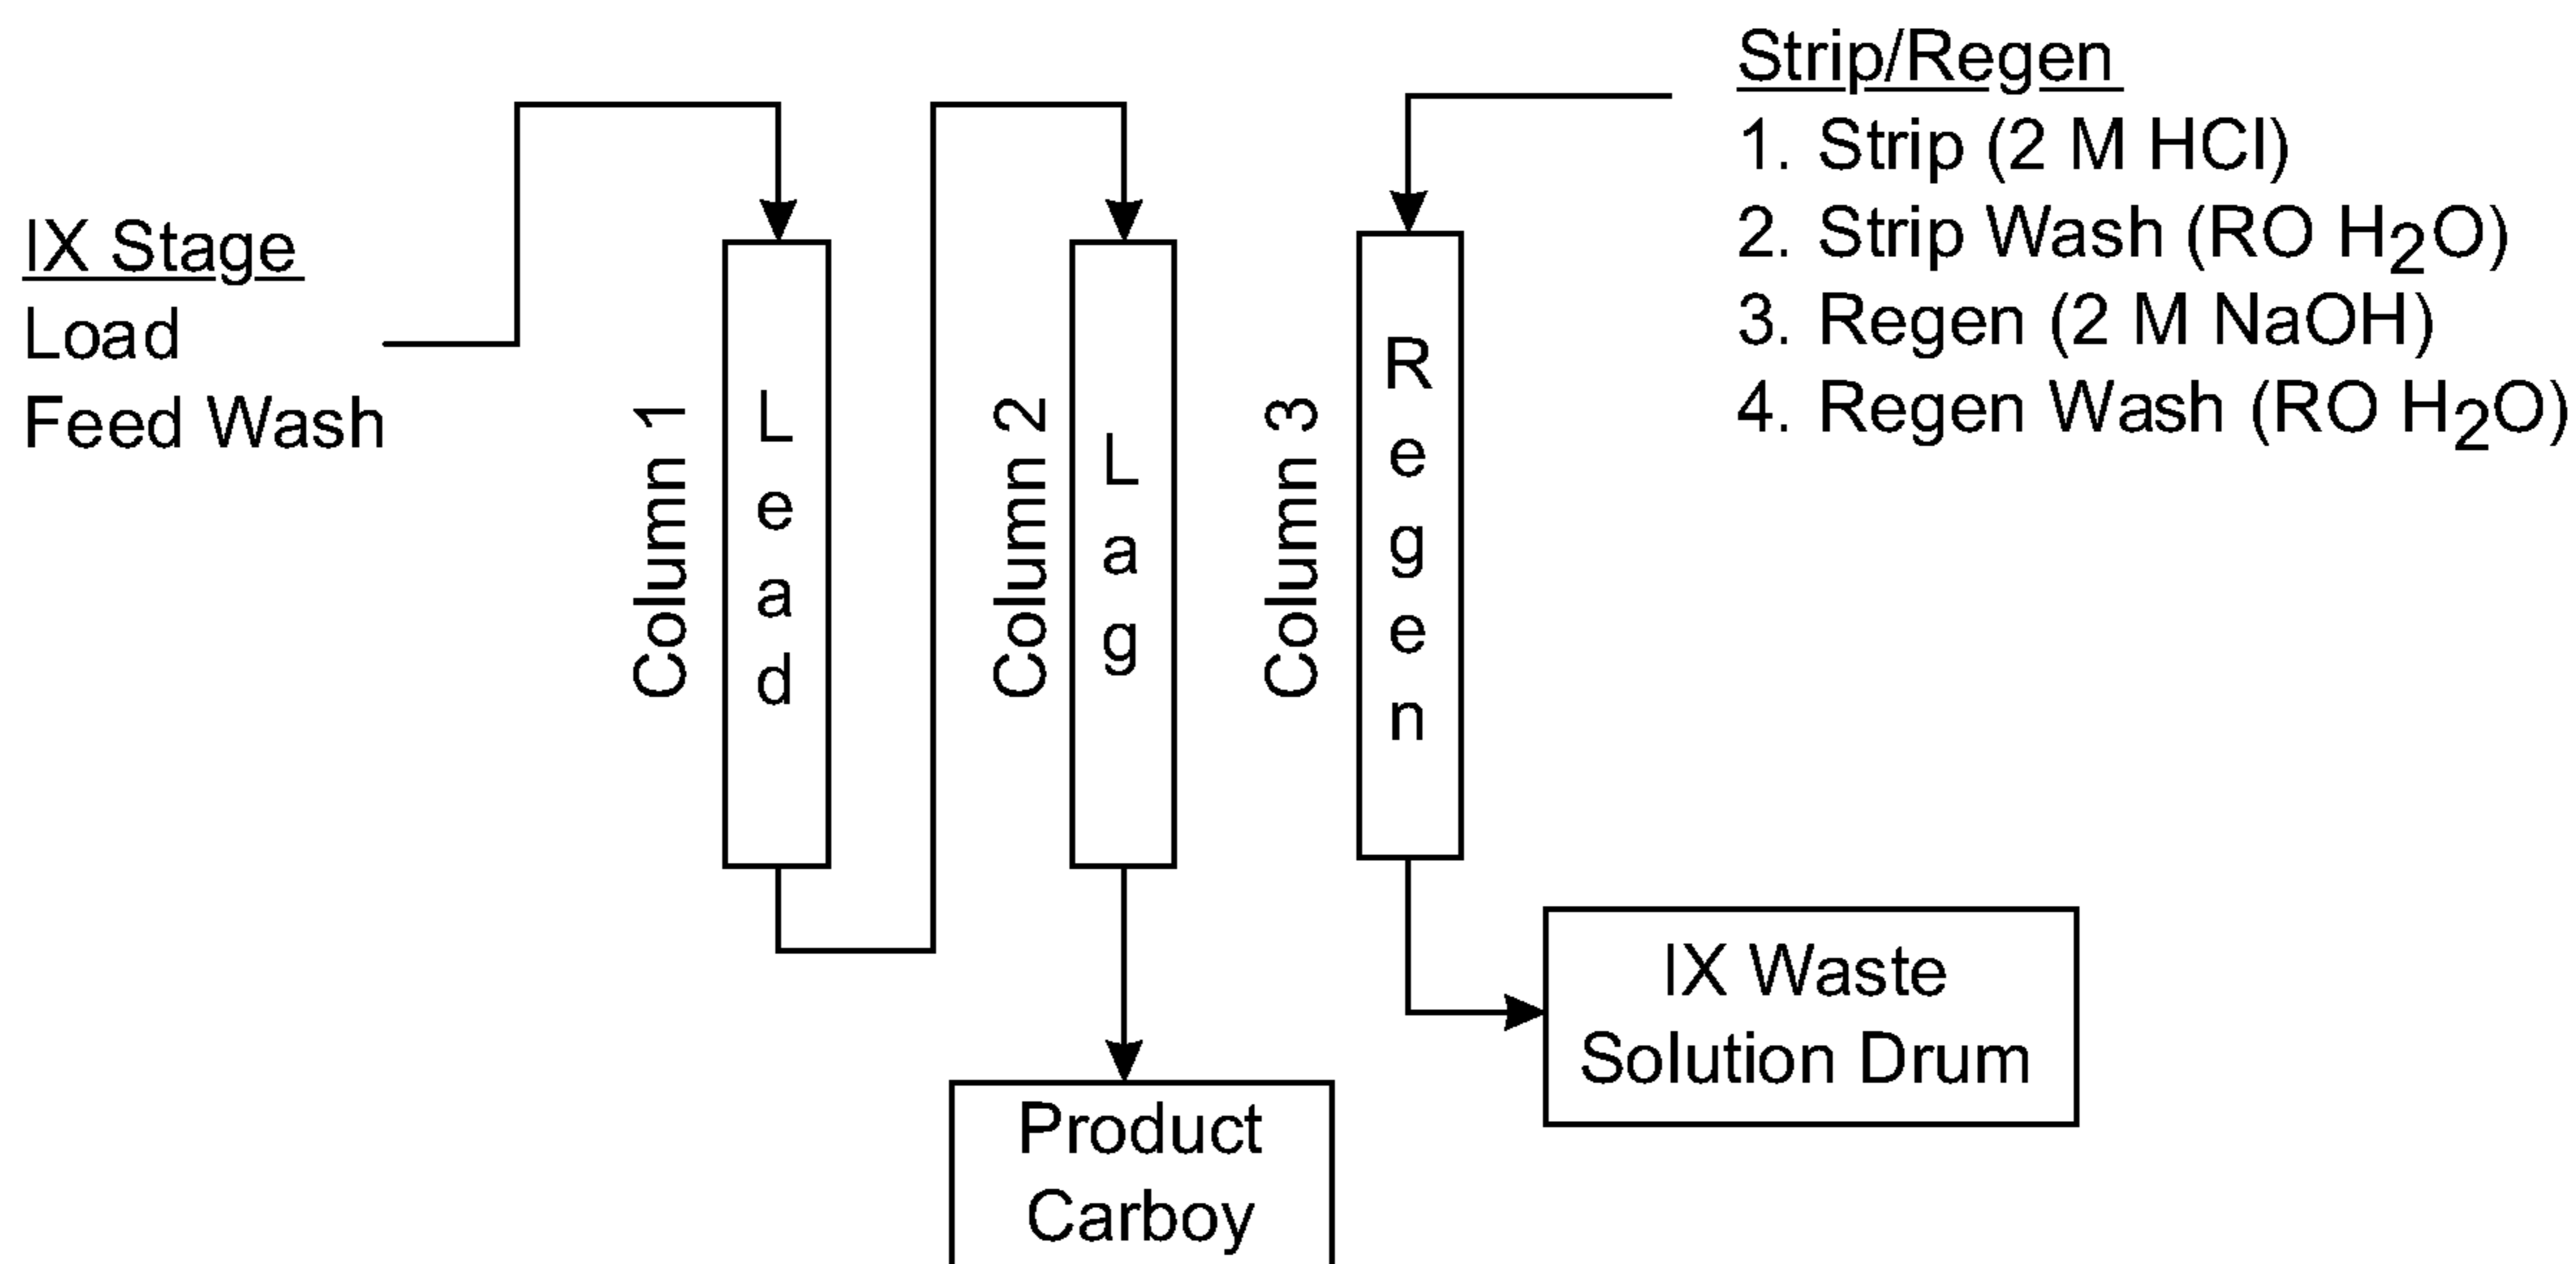 IX Stage
Load
Feed Wash
Column 1
Lead
Column 2
Lag
Column 3
Regen
Strip/Regen
1. Strip (2 M HCl)
2. Strip Wash (RO H2O)
3. Regen (2 M NaOH)
4. Regen Wash (RO H2O)
Product
Carboy
IX Waste
Solution Drum